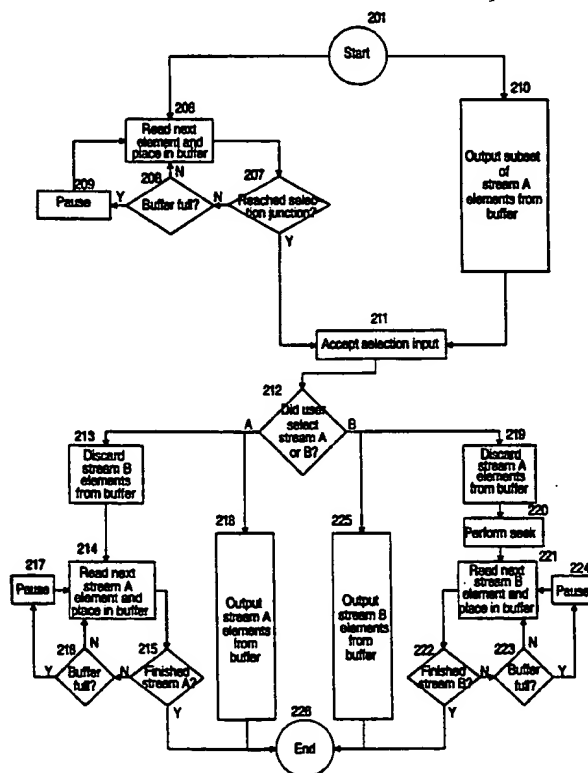 201
Start
206
Read next
element and
place in buffer
210
Output subset
of
stream A
elements from
buffer
209
Pause
Y
208
N
Buffer full?
N
207
Reached selec-
tion junction?
Y
211
Accept selection input
212
Did user
select
stream A
or B?
A
B
213
Discard
stream B
elements
from buffer
219
Discard
stream A
elements
from buffer
220
Perform seek
214
Read next
stream A
element and
place in buffer
217
Pause
218
Output
stream A
elements
from
buffer
225
Output
stream B
elements
from
buffer
221
Read next
stream B
element and
place in buffer
224
Pause
216
Buffer
full?
Y
N
N
215
Finished
stream A?
Y
222
Finished
stream B?
Y
N
223
Buffer
full?
N
Y
226
End